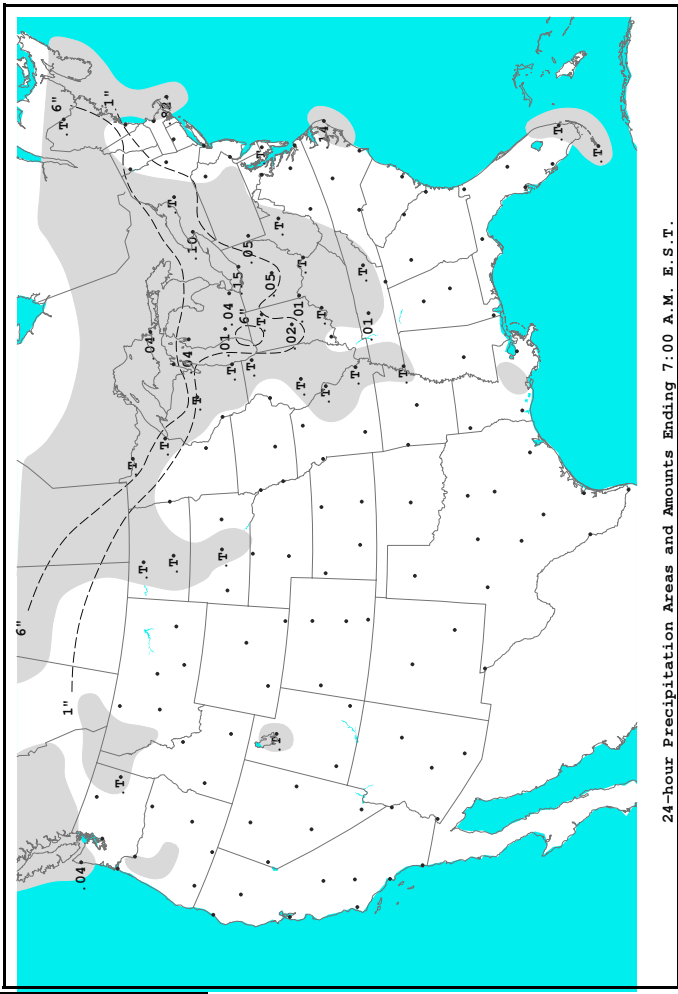 6"
6"
.T
1"
.04
1"
.T
.T
.T
.04
.T
.92
.T
.T
.04
.10
.T
.T
.01
.04
.T
.15
6"
.05
.T
.T
.T
.05
.T
.T
.02
.01
.T
.T
.T
.14
.T
.T
.T
.01
.T
.T
.T
24-hour Precipitation Areas and Amounts Ending 7:00 A.M. E.S.T.